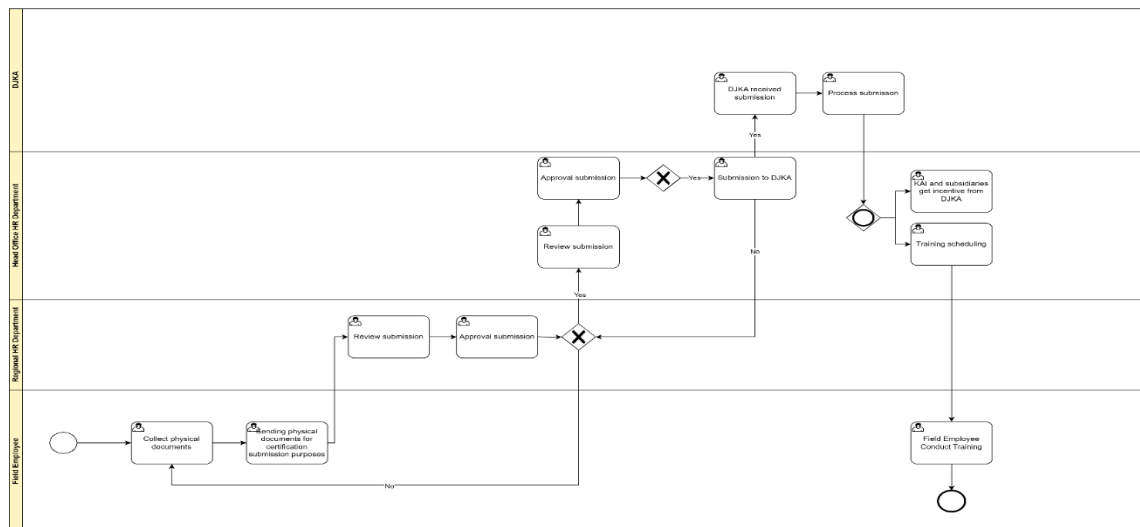 DJKA
DJKA received
submission
Process submisson
Yes
Head Office HR Department
Approval submission
Yes
Submission to DJKA
KAI and subsidiaries
get incentive from
DJKA
Review submission
Training scheduling
No
Yes
Regional HR Department
Review submission
Approval submission
Field Employee
Collect physical
documents
Sending physical
documents for
certification
submission purposes
Field Employee
Conduct Training
No